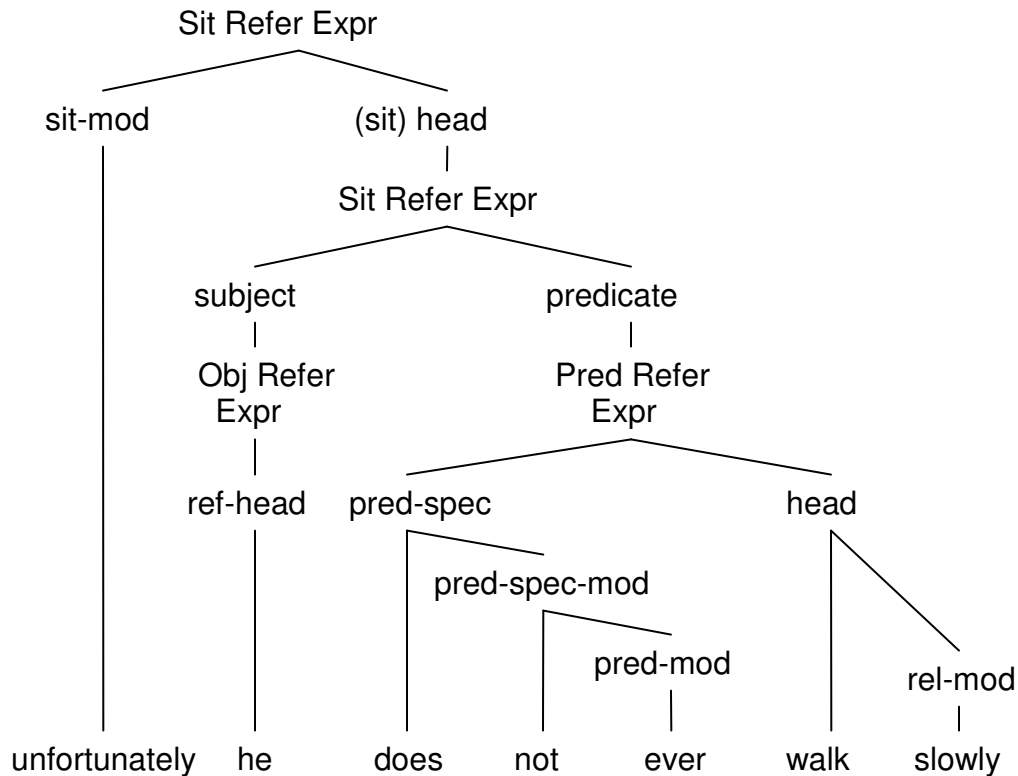 Sit Refer Expr
sit-mod (sit) head
Sit Refer Expr
subject predicate
Obj Refer Expr
Pred Refer Expr
ref-head pred-spec head
pred-spec-mod
pred-mod
rel-mod
unfortunately he does not ever walk slowly